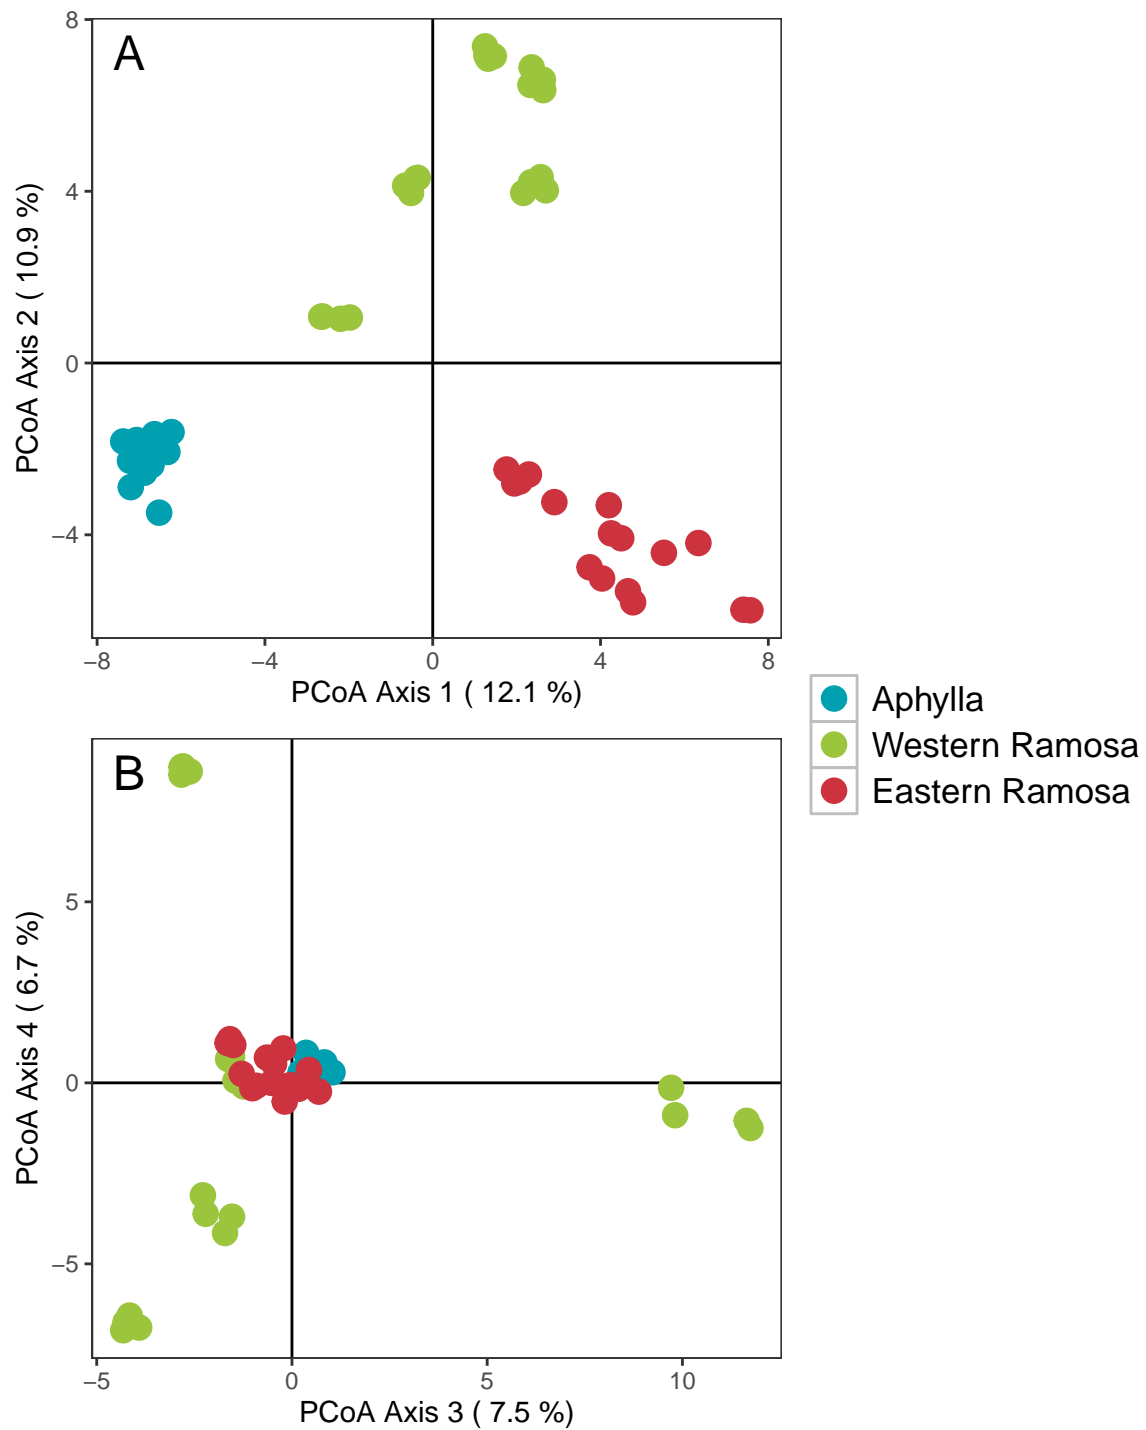 A
8
4
0
−4
PCoA Axis 2 ( 10.9 %)
−8
−4
0
4
8
PCoA Axis 1 ( 12.1 %)
Aphylla
Western Ramosa
Eastern Ramosa
B
5
0
−5
PCoA Axis 4 ( 6.7 %)
−5
0
5
10
PCoA Axis 3 ( 7.5 %)